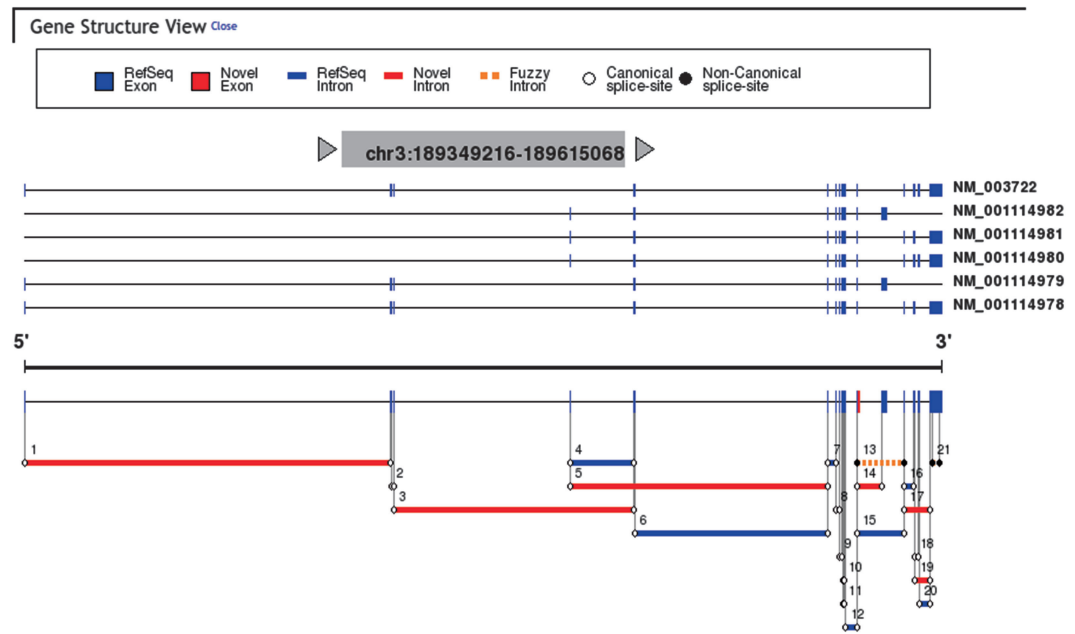 Gene Structure View Close
RefSeq Exon
Novel Exon
RefSeq Intron
Novel Intron
Fuzzy Intron
Canonical splice-site
Non-Canonical splice-site
chr3:189349216-189615068
NM_003722
NM_001114982
NM_001114981
NM_001114980
NM_001114979
NM_001114978
5' 3'
1 4 7 13 21
2 5 14 16
3 8 17
6 15
9 18
10 19
11 20
12